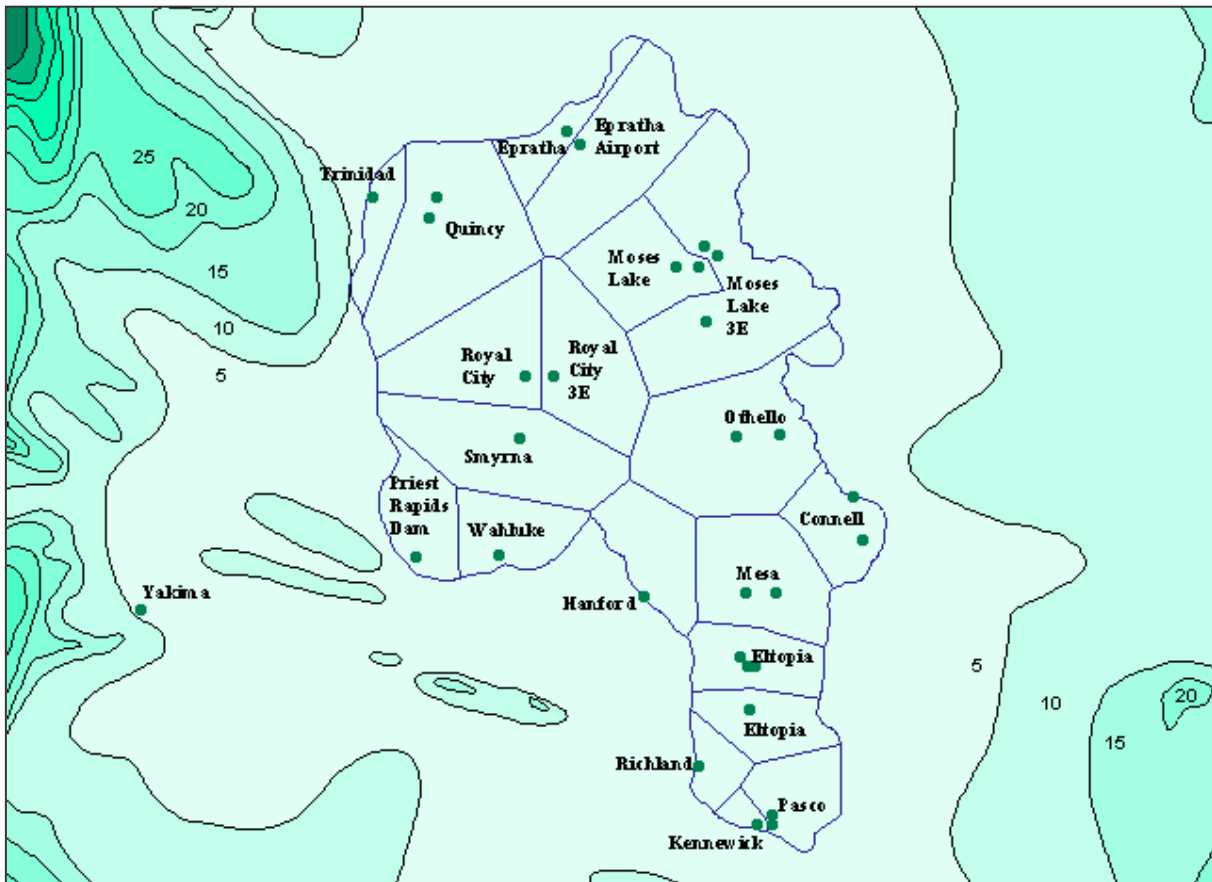 Epratha
Airport
Epratha
25
Trinidad
20
Quincy
15
Moses
Lake
Moses
Lake
3E
10
5
Royal
City
Royal
City
3E
Othello
Smyrna
Priest
Rapids
Dam
Wahluke
Connell
Mesa
Yakima
Hanford
Eltopia
5
10
20
Eltopia
15
Richland
Pasco
Kennewick